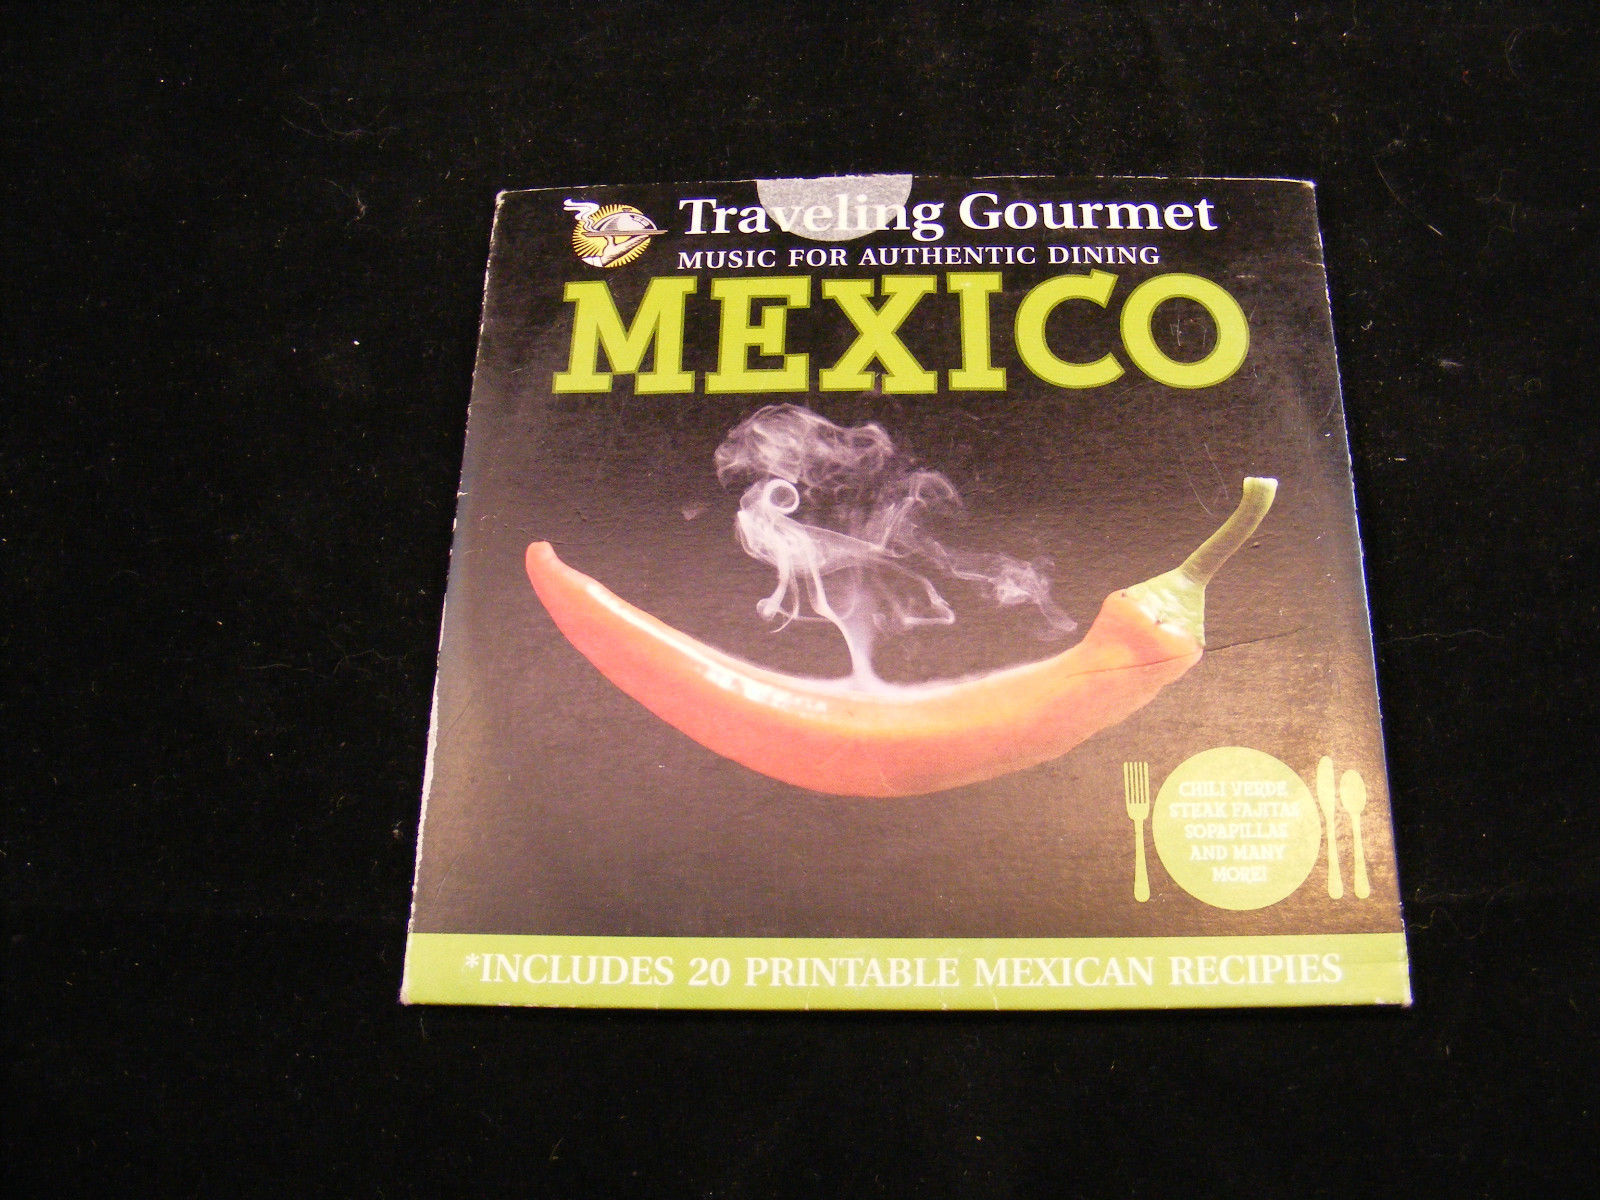 Traveling Gourmet
MUSIC FOR AUTHENTIC DINING
MEXICO
CHILI VERDE
STEAK FAJITAS
SOPAPILLAS
AND MANY
MORE!
*INCLUDES 20 PRINTABLE MEXICAN RECIPIES